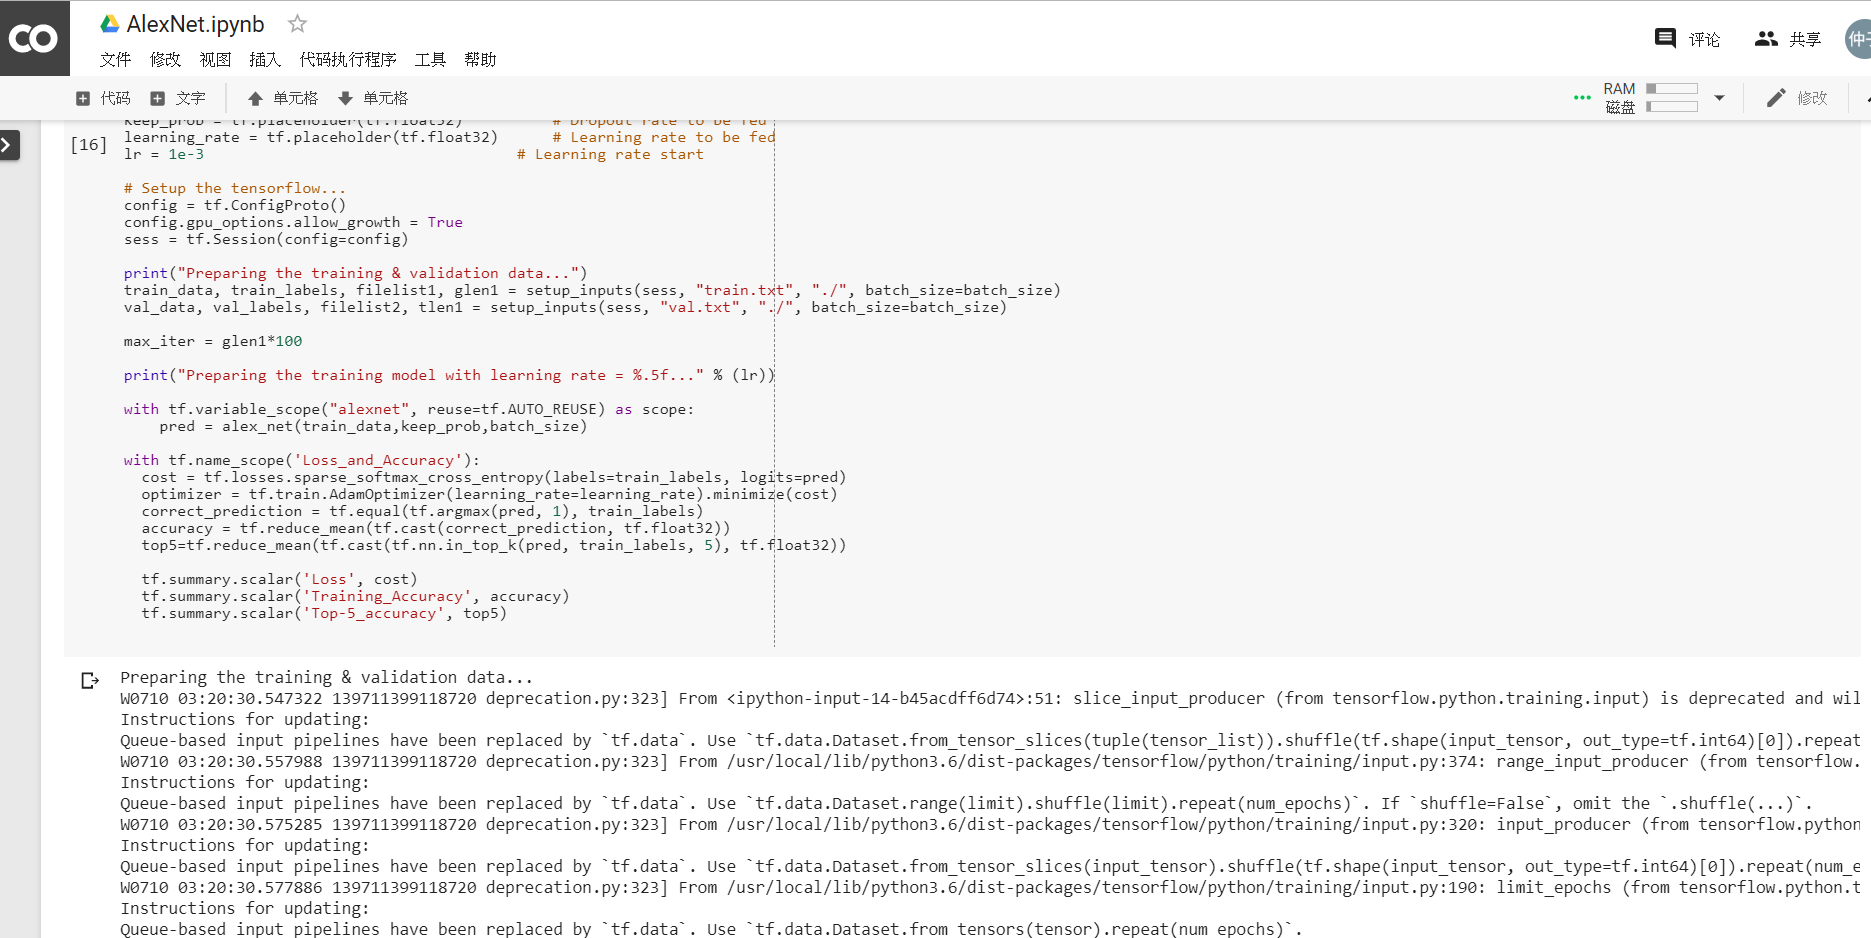 AlexNet.ipynb
文件 修改 视图 插入 代码执行程序 工具 帮助
评论 共享 仲
代码 文字 单元格 单元格
RAM
磁盘
修改
keep_prob = tf.placeholder(tf.float32) # Dropout rate to be fed
[16]
learning_rate = tf.placeholder(tf.float32) # Learning rate to be fed
lr = 1e-3 # Learning rate start
# Setup the tensorflow...
config = tf.ConfigProto()
config.gpu_options.allow_growth = True
sess = tf.Session(config=config)
print("Preparing the training & validation data...")
train_data, train_labels, filelist1, glen1 = setup_inputs(sess, "train.txt", "./", batch_size=batch_size)
val_data, val_labels, filelist2, tlen1 = setup_inputs(sess, "val.txt", "./", batch_size=batch_size)
max_iter = glen1*100
print("Preparing the training model with learning rate = %.5f..." % (lr))
with tf.variable_scope("alexnet", reuse=tf.AUTO_REUSE) as scope:
    pred = alex_net(train_data,keep_prob,batch_size)
with tf.name_scope('Loss_and_Accuracy'):
  cost = tf.losses.sparse_softmax_cross_entropy(labels=train_labels, logits=pred)
  optimizer = tf.train.AdamOptimizer(learning_rate=learning_rate).minimize(cost)
  correct_prediction = tf.equal(tf.argmax(pred, 1), train_labels)
  accuracy = tf.reduce_mean(tf.cast(correct_prediction, tf.float32))
  top5=tf.reduce_mean(tf.cast(tf.nn.in_top_k(pred, train_labels, 5), tf.float32))
  tf.summary.scalar('Loss', cost)
  tf.summary.scalar('Training_Accuracy', accuracy)
  tf.summary.scalar('Top-5_accuracy', top5)
Preparing the training & validation data...
W0710 03:20:30.547322 139711399118720 deprecation.py:323] From <ipython-input-14-b45acdff6d74>:51: slice_input_producer (from tensorflow.python.training.input) is deprecated and wil
Instructions for updating:
Queue-based input pipelines have been replaced by `tf.data`. Use `tf.data.Dataset.from_tensor_slices(tuple(tensor_list)).shuffle(tf.shape(input_tensor, out_type=tf.int64)[0]).repeat
W0710 03:20:30.557988 139711399118720 deprecation.py:323] From /usr/local/lib/python3.6/dist-packages/tensorflow/python/training/input.py:374: range_input_producer (from tensorflow.
Instructions for updating:
Queue-based input pipelines have been replaced by `tf.data`. Use `tf.data.Dataset.range(limit).shuffle(limit).repeat(num_epochs)`. If `shuffle=False`, omit the `.shuffle(...)`.
W0710 03:20:30.575285 139711399118720 deprecation.py:323] From /usr/local/lib/python3.6/dist-packages/tensorflow/python/training/input.py:320: input_producer (from tensorflow.python
Instructions for updating:
Queue-based input pipelines have been replaced by `tf.data`. Use `tf.data.Dataset.from_tensor_slices(input_tensor).shuffle(tf.shape(input_tensor, out_type=tf.int64)[0]).repeat(num_e
W0710 03:20:30.577886 139711399118720 deprecation.py:323] From /usr/local/lib/python3.6/dist-packages/tensorflow/python/training/input.py:190: limit_epochs (from tensorflow.python.t
Instructions for updating:
Queue-based input pipelines have been replaced by `tf.data`. Use `tf.data.Dataset.from_tensors(tensor).repeat(num_epochs)`.